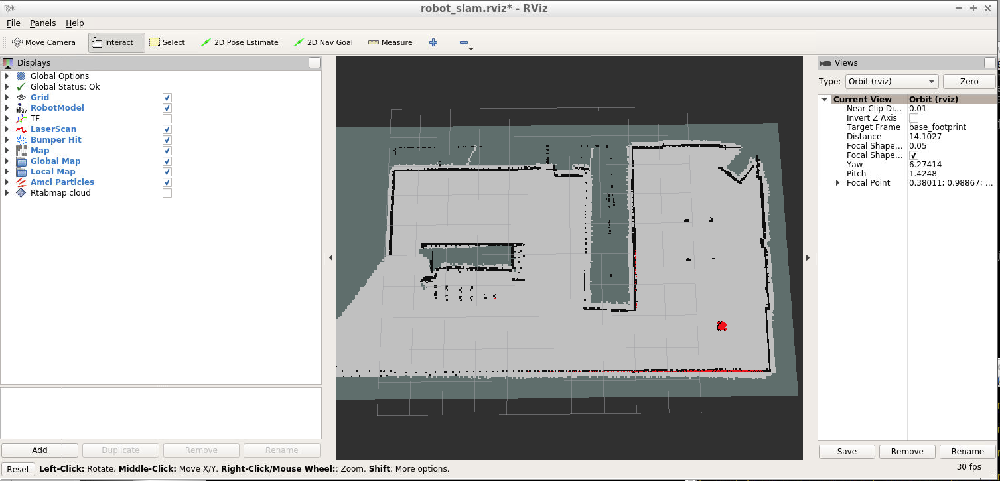 RViz
robot_slam.rviz* - RViz
File Panels Help
Move Camera Interact Select 2D Pose Estimate 2D Nav Goal Measure
Displays
Global Options
Global Status: Ok
Grid
RobotModel
TF
LaserScan
Bumper Hit
Map
Global Map
Local Map
Amcl Particles
Rtabmap cloud
Add Duplicate Remove Rename
Views
Type: Orbit (rviz) Zero
Current View Orbit (rviz)
Near Clip Di... 0.01
Invert Z Axis
Target Frame base_footprint
Distance 14.1027
Focal Shape... 0.05
Focal Shape...
Yaw 6.27414
Pitch 1.4248
Focal Point 0.38011; 0.98867; ...
Save Remove Rename
Reset Left-Click: Rotate. Middle-Click: Move X/Y. Right-Click/Mouse Wheel:: Zoom. Shift: More options. 30 fps